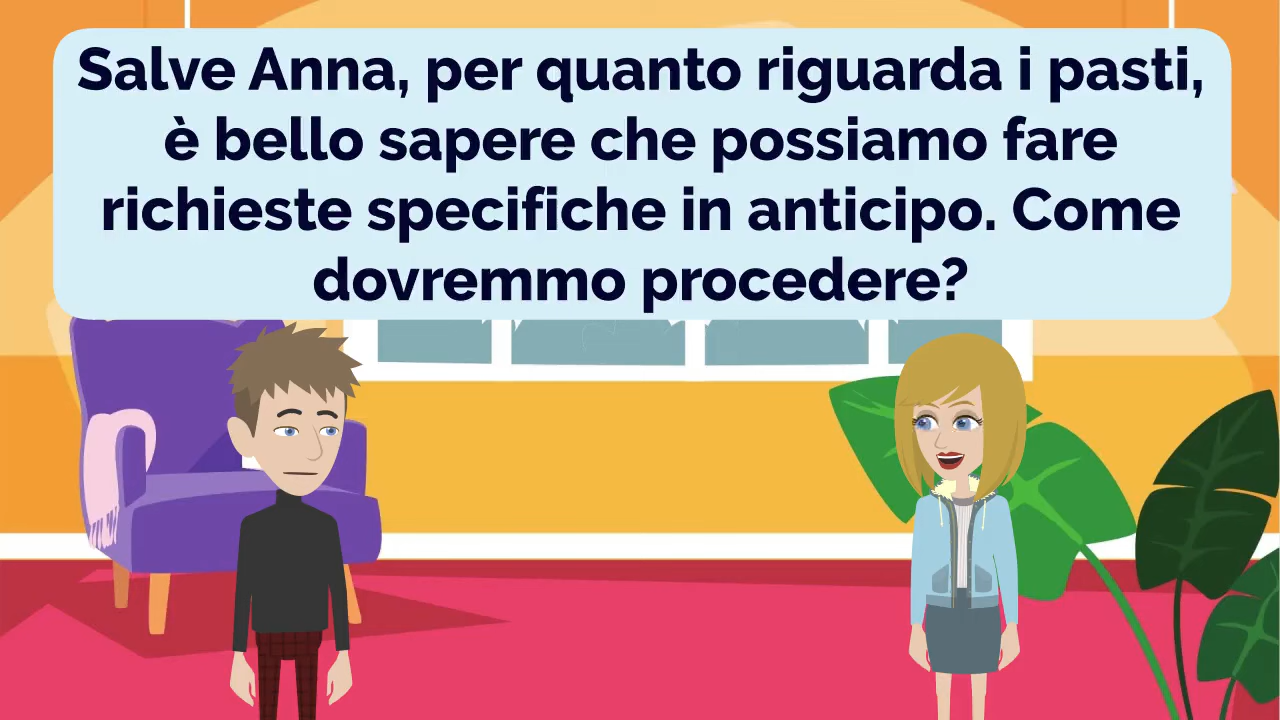 Salve Anna, per quanto riguarda i pasti,
è bello sapere che possiamo fare
richieste specifiche in anticipo. Come
dovremmo procedere?